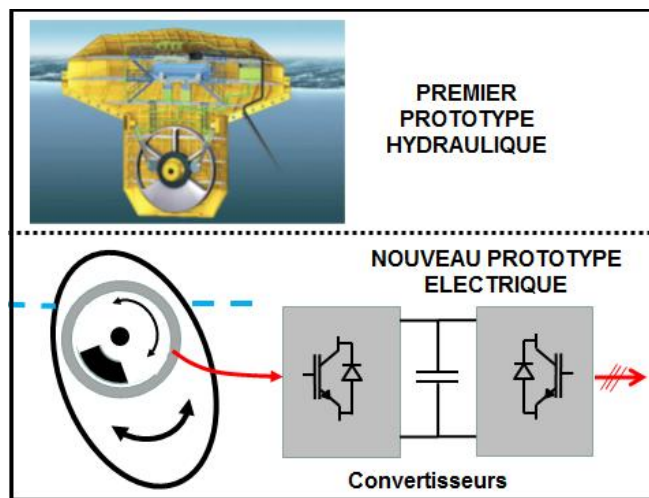 PREMIER
PROTOTYPE
HYDRAULIQUE
NOUVEAU PROTOTYPE
ELECTRIQUE
Convertisseurs